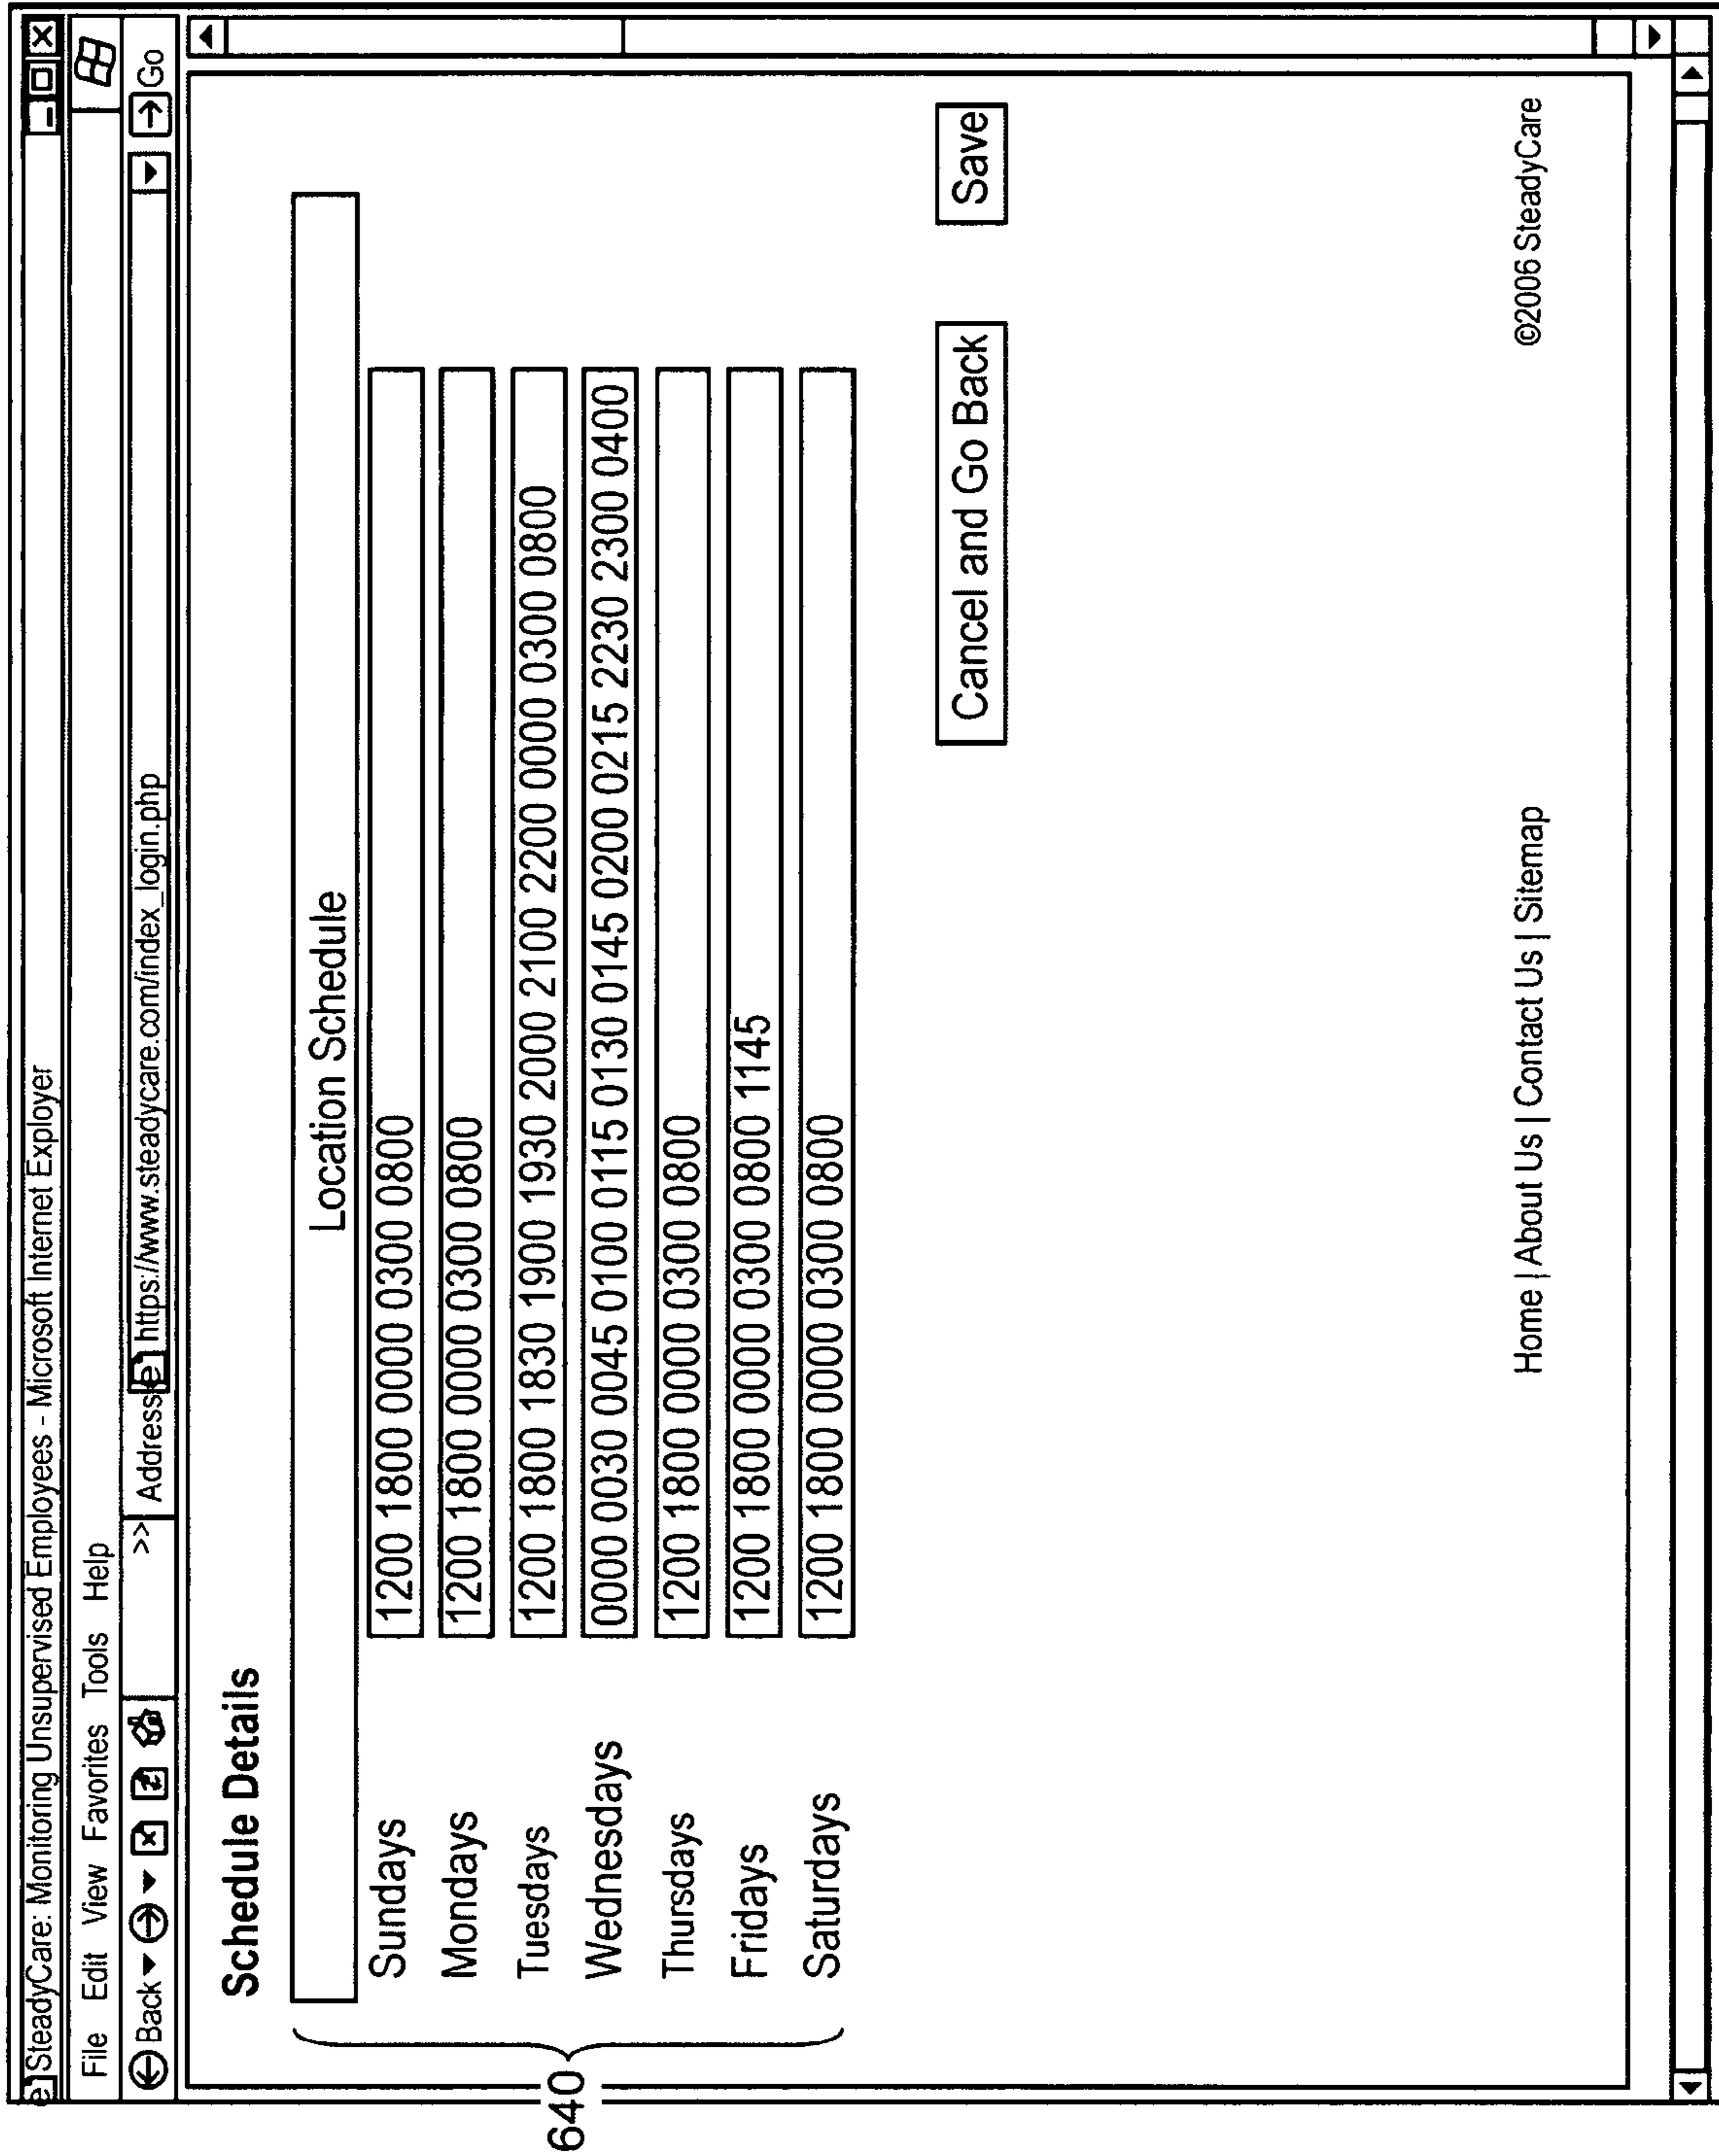 SteadyCare: Monitoring Unsupervised Employees - Microsoft Internet Exployer
File Edit View Favorites Tools Help
Back >> Address https://www.steadycare.com/index_login.php Go
Schedule Details
Location Schedule
Sundays 1200 1800 0000 0300 0800
Mondays 1200 1800 0000 0300 0800
Tuesdays 1200 1800 1830 1900 1930 2000 2100 2200 0000 0300 0800
Wednesdays 0000 0030 0045 0100 0115 0130 0145 0200 0215 2230 2300 0400
Thursdays 1200 1800 0000 0300 0800
Fridays 1200 1800 0000 0300 0800 1145
Saturdays 1200 1800 0000 0300 0800
640
Cancel and Go Back Save
Home | About Us | Contact Us | Sitemap ©2006 SteadyCare